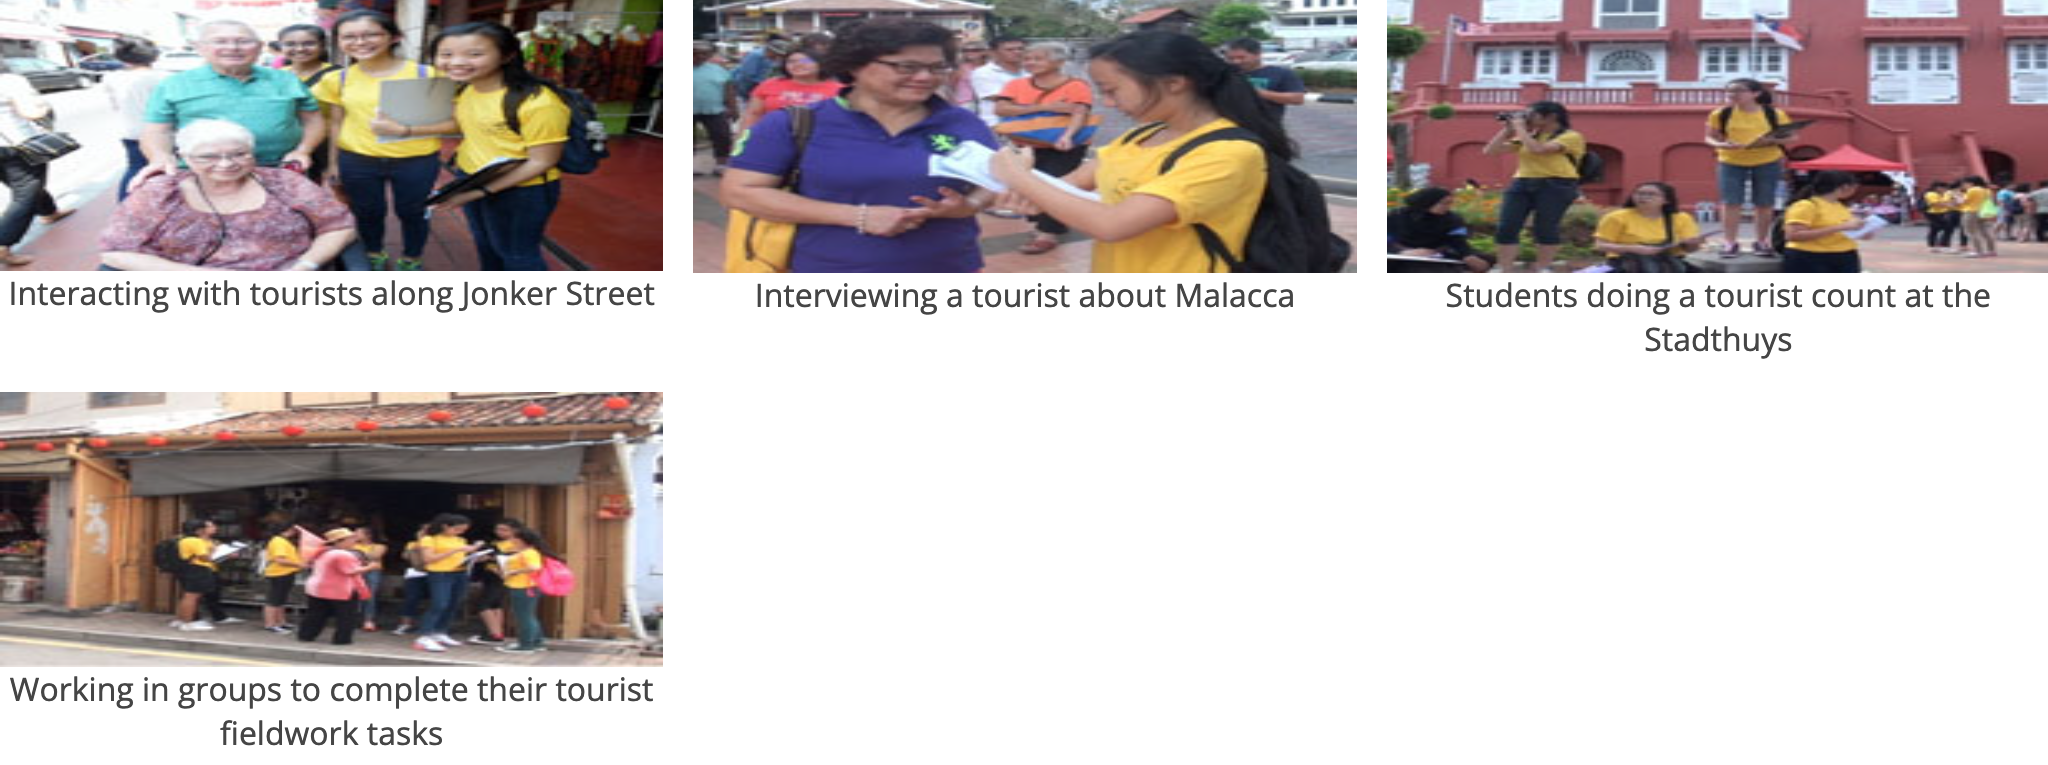 Interacting with tourists along Jonker Street
Interviewing a tourist about Malacca
Students doing a tourist count at the
Stadthuys
Working in groups to complete their tourist
fieldwork tasks